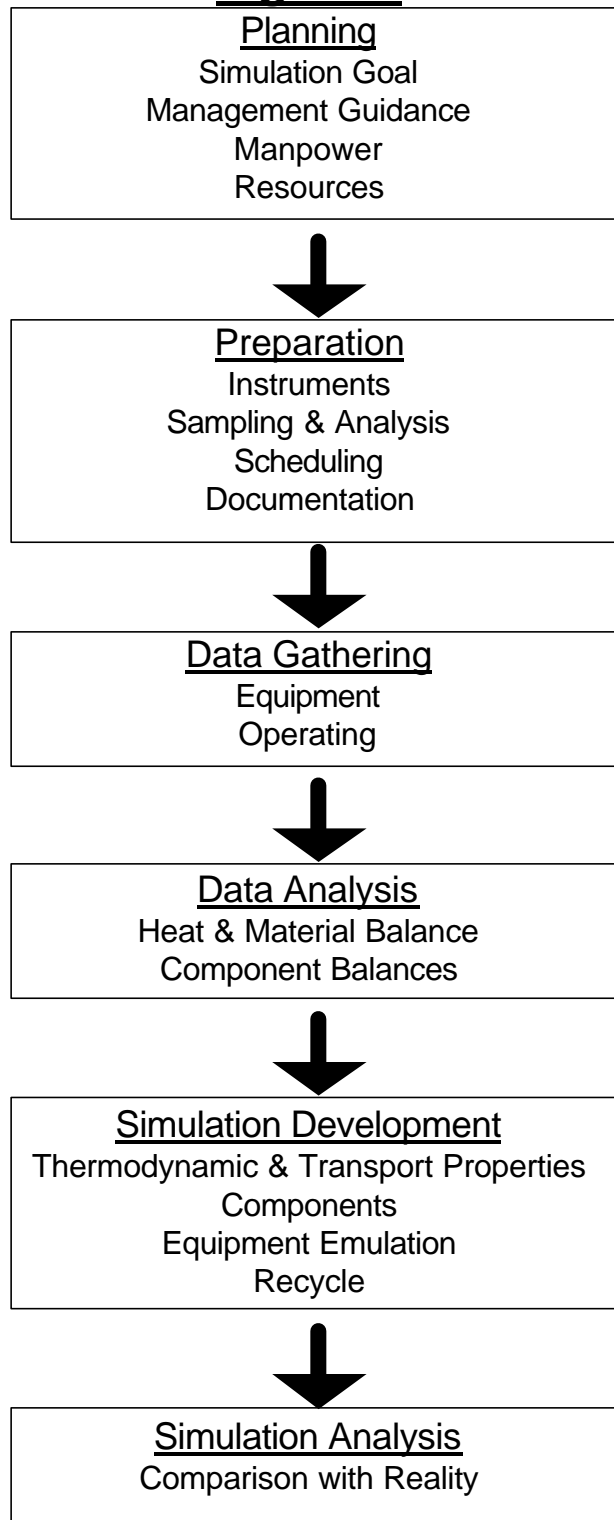 Planning
Simulation Goal
Management Guidance
Manpower
Resources
Preparation
Instruments
Sampling & Analysis
Scheduling
Documentation
Data Gathering
Equipment
Operating
Data Analysis
Heat & Material Balance
Component Balances
Simulation Development
Thermodynamic & Transport Properties
Components
Equipment Emulation
Recycle
Simulation Analysis
Comparison with Reality